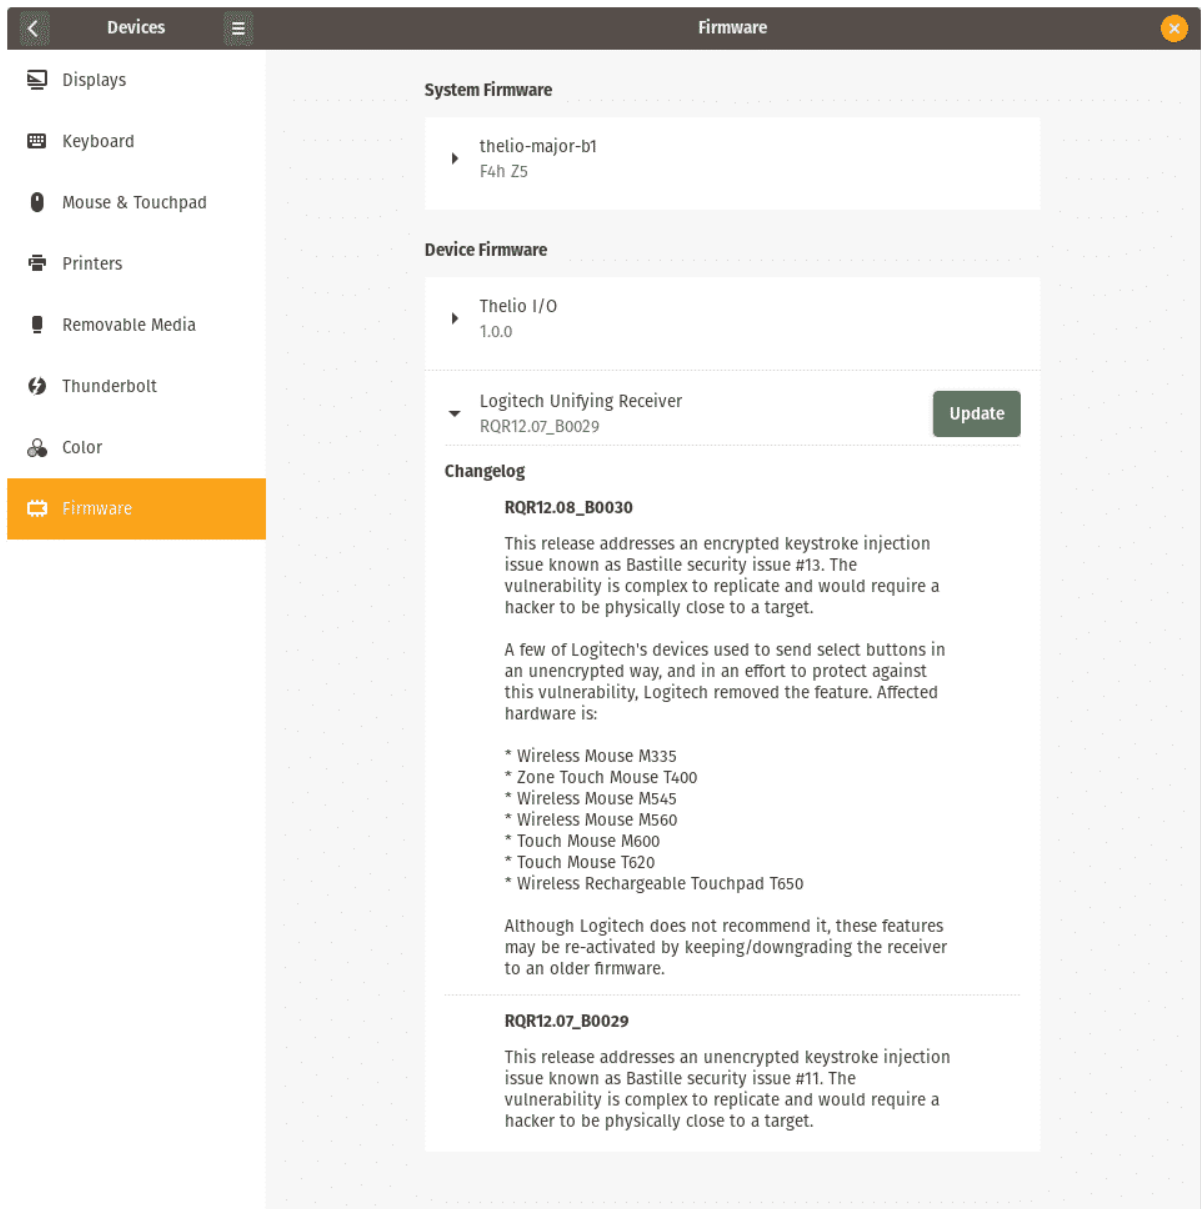 Devices
Firmware
Displays
Keyboard
Mouse & Touchpad
Printers
Removable Media
Thunderbolt
Color
Firmware
System Firmware
thelio-major-b1
F4h Z5
Device Firmware
Thelio I/O
1.0.0
Logitech Unifying Receiver
RQR12.07_B0029
Update
Changelog
RQR12.08_B0030
This release addresses an encrypted keystroke injection
issue known as Bastille security issue #13. The
vulnerability is complex to replicate and would require a
hacker to be physically close to a target.
A few of Logitech's devices used to send select buttons in
an unencrypted way, and in an effort to protect against
this vulnerability, Logitech removed the feature. Affected
hardware is:
* Wireless Mouse M335
* Zone Touch Mouse T400
* Wireless Mouse M545
* Wireless Mouse M560
* Touch Mouse M600
* Touch Mouse T620
* Wireless Rechargeable Touchpad T650
Although Logitech does not recommend it, these features
may be re-activated by keeping/downgrading the receiver
to an older firmware.
RQR12.07_B0029
This release addresses an unencrypted keystroke injection
issue known as Bastille security issue #11. The
vulnerability is complex to replicate and would require a
hacker to be physically close to a target.